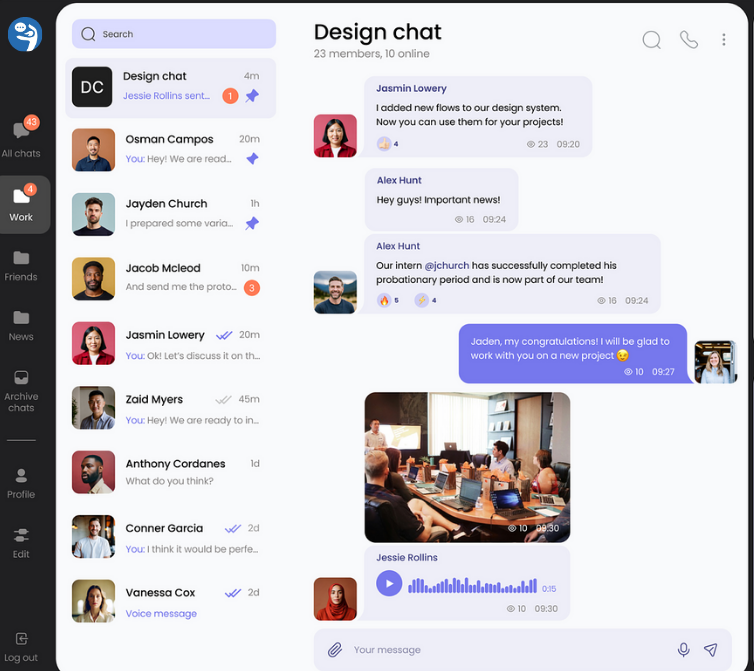 43
All chats
4
Work
Friends
News
Archive
chats
Profile
Edit
Log out
Search
DC
Design chat 4m
Jessie Rollins sent... 1
Osman Campos 20m
You: Hey! We are read...
Jayden Church 1h
I prepared some varia...
Jacob Mcleod 10m
And send me the proto... 3
Jasmin Lowery 20m
You: Ok! Let's discuss it on th...
Zaid Myers 45m
You: Hey! We are ready to in...
Anthony Cordanes 1d
What do you think?
Conner Garcia 2d
You: I think it would be perfe...
Vanessa Cox 2d
Voice message
Design chat
23 members, 10 online
Jasmin Lowery
I added new flows to our design system.
Now you can use them for your projects!
👍 4 23 09:20
Alex Hunt
Hey guys! Important news!
16 09:24
Alex Hunt
Our intern @jchurch has successfully completed his
probationary period and is now part of our team!
🔥 5 4 16 09:24
Jaden, my congratulations! I will be glad to
work with you on a new project 😉
10 09:27
10 09:30
Jessie Rollins
0:15
10 09:30
Your message